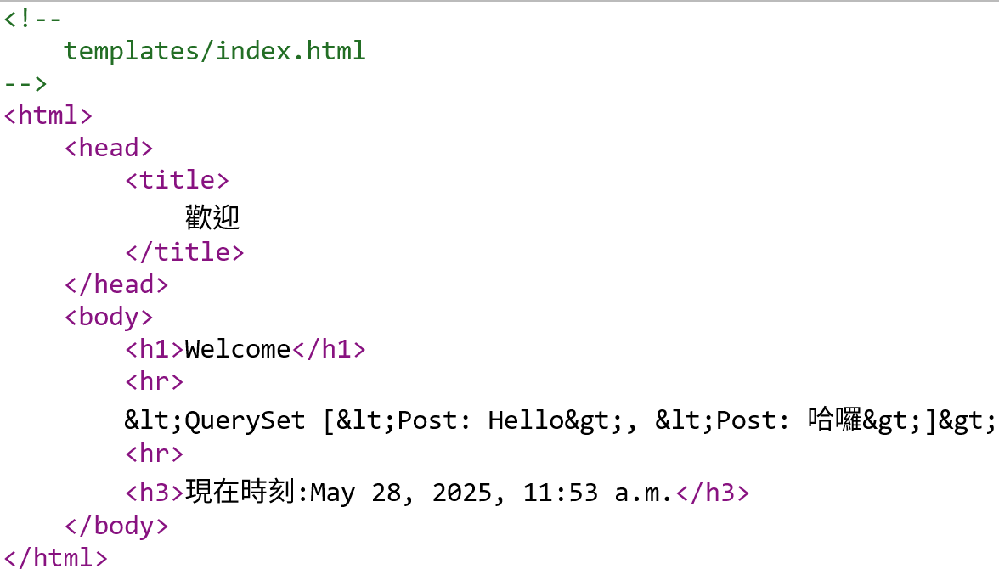 <!--
    templates/index.html
-->
<html>
    <head>
        <title>
            歡迎
        </title>
    </head>
    <body>
        <h1>Welcome</h1>
        <hr>
        &lt;QuerySet [&lt;Post: Hello&gt;, &lt;Post: 哈囉&gt;]&gt;
        <hr>
        <h3>現在時刻:May 28, 2025, 11:53 a.m.</h3>
    </body>
</html>